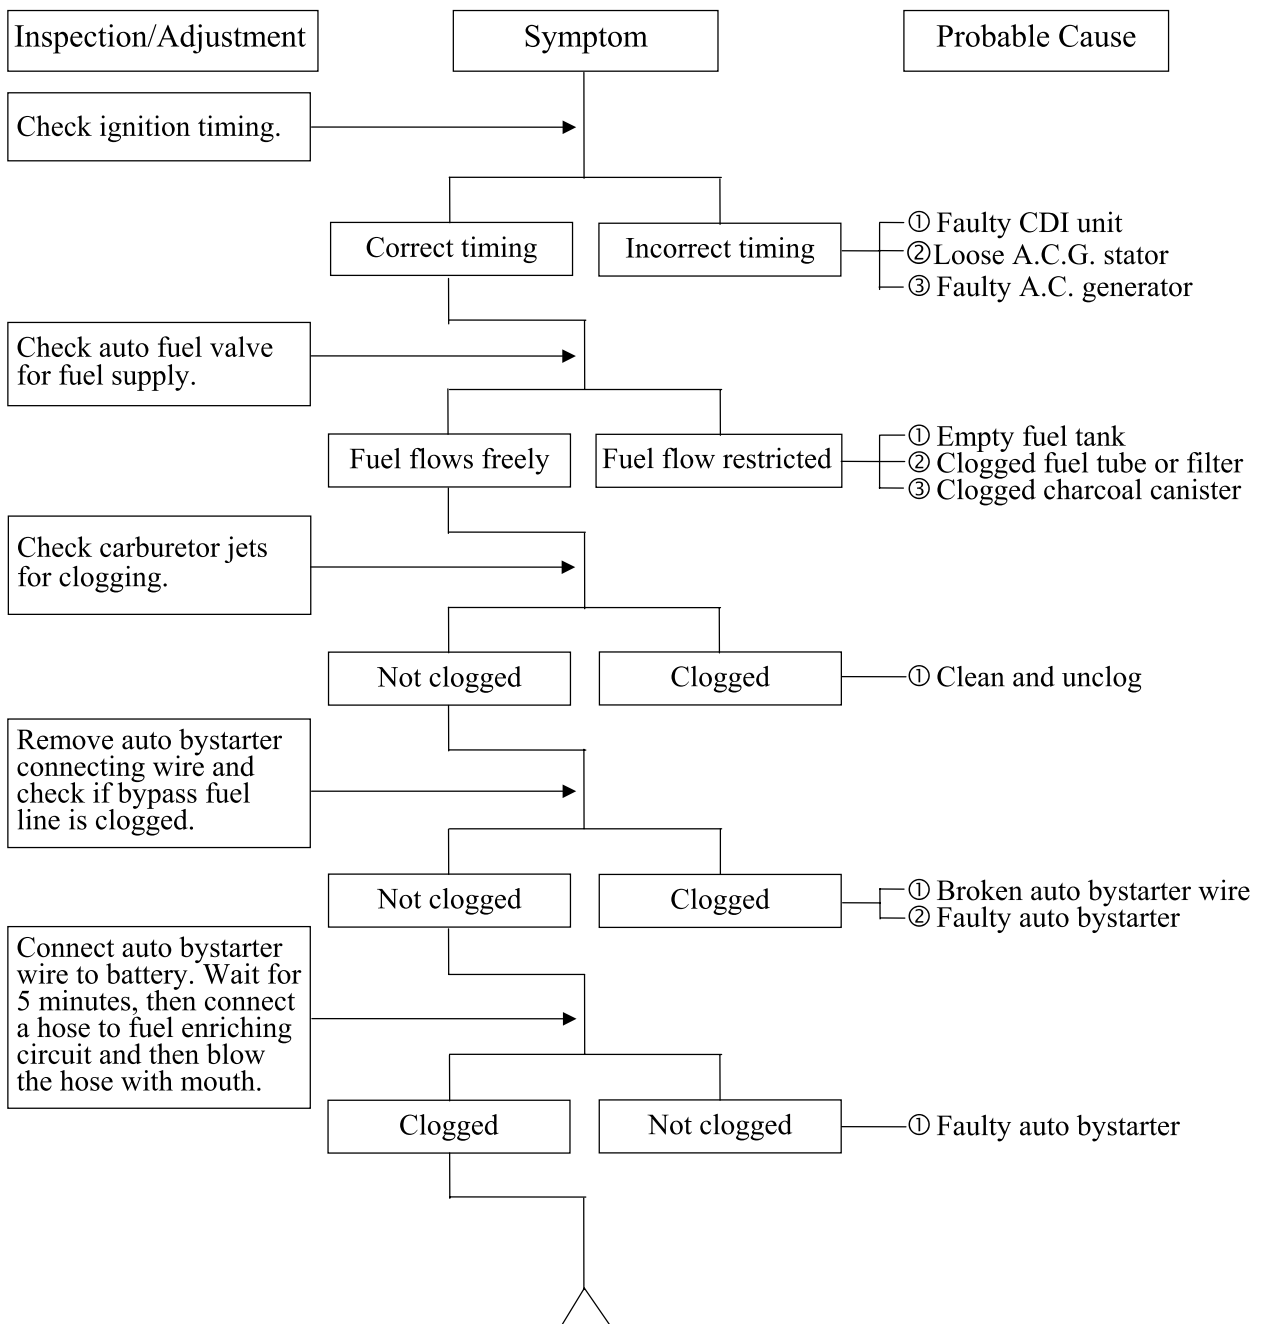 Inspection/Adjustment
Symptom
Probable Cause
Check ignition timing.
Correct timing
Incorrect timing
① Faulty CDI unit
②Loose A.C.G. stator
③ Faulty A.C. generator
Check auto fuel valve
for fuel supply.
Fuel flows freely
Fuel flow restricted
① Empty fuel tank
② Clogged fuel tube or filter
③ Clogged charcoal canister
Check carburetor jets
for clogging.
Not clogged
Clogged
① Clean and unclog
Remove auto bystarter
connecting wire and
check if bypass fuel
line is clogged.
Not clogged
Clogged
① Broken auto bystarter wire
② Faulty auto bystarter
Connect auto bystarter
wire to battery. Wait for
5 minutes, then connect
a hose to fuel enriching
circuit and then blow
the hose with mouth.
Clogged
Not clogged
① Faulty auto bystarter